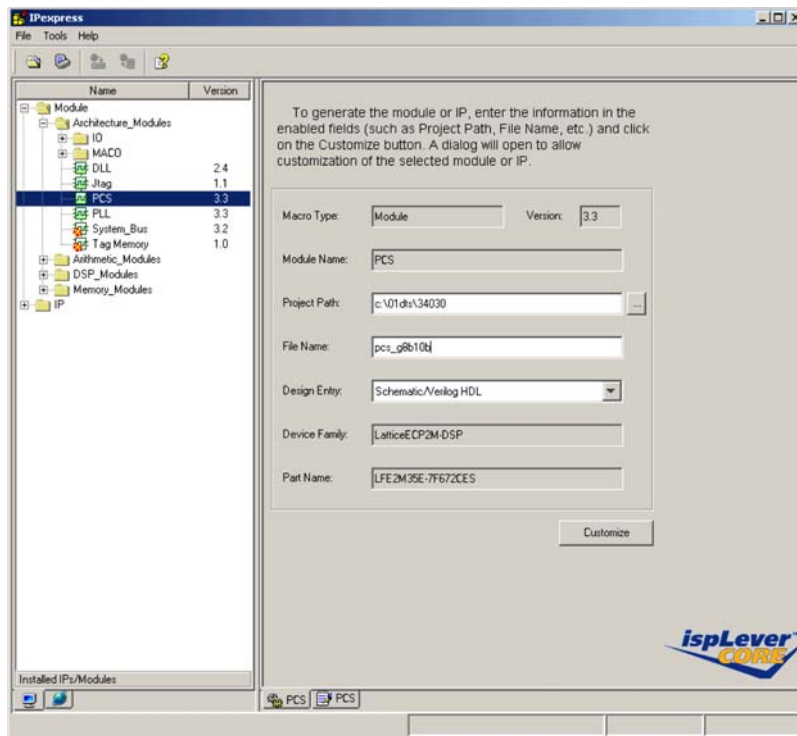 IPexpress
File Tools Help
Name Version
Module
Architecture_Modules
IO
MACO
DLL 2.4
Jtag 1.1
PCS 3.3
PLL 3.3
System_Bus 3.2
Tag Memory 1.0
Arithmetic_Modules
DSP_Modules
Memory_Modules
IP
Installed IPs/Modules
To generate the module or IP, enter the information in the
enabled fields (such as Project Path, File Name, etc.) and click
on the Customize button. A dialog will open to allow
customization of the selected module or IP.
Macro Type: Module Version: 3.3
Module Name: PCS
Project Path: c:\01dts\34030 ...
File Name: pcs_g8b10b
Design Entry: Schematic/Verilog HDL
Device Family: LatticeECP2M-DSP
Part Name: LFE2M35E-7F672CES
Customize
ispLever
CORE
PCS PCS